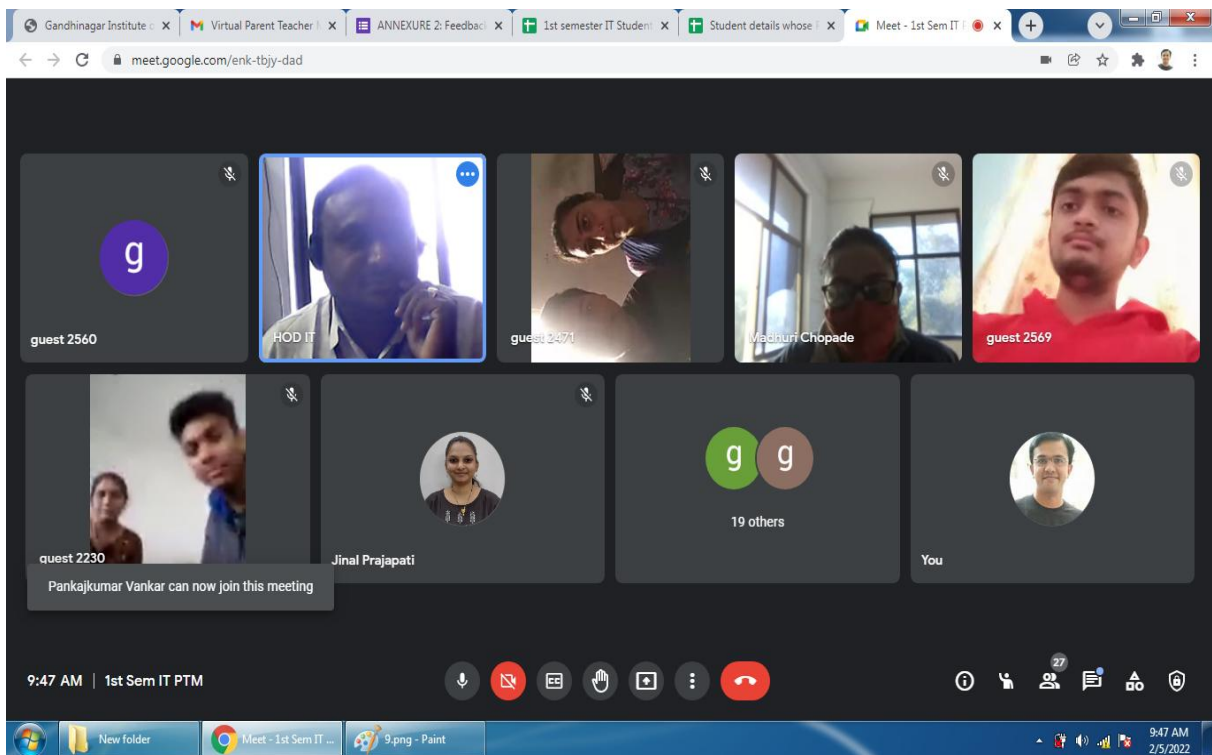 Gandhinagar Institute o
Virtual Parent Teacher M
ANNEXURE 2: Feedback
1st semester IT Student
Student details whose
Meet - 1st Sem IT
meet.google.com/enk-tbjy-dad
g
guest 2560
HOD IT
guest 2471
Madhuri Chopade
guest 2569
guest 2230
Jinal Prajapati
g g
19 others
You
Pankajkumar Vankar can now join this meeting
9:47 AM | 1st Sem IT PTM
CC
27
New folder
Meet - 1st Sem IT ...
9.png - Paint
9:47 AM
2/5/2022